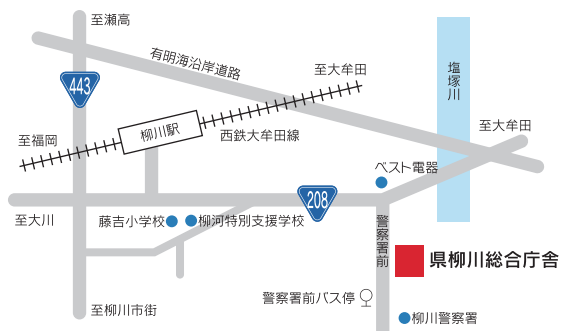 至瀬高
有明海沿岸道路
443
至大牟田
塩塚川
柳川駅
至福岡
西鉄大牟田線
至大牟田
ベスト電器
208
至大川
藤吉小学校
柳河特別支援学校
警察署前
県柳川総合庁舎
警察署前バス停
至柳川市街
柳川警察署